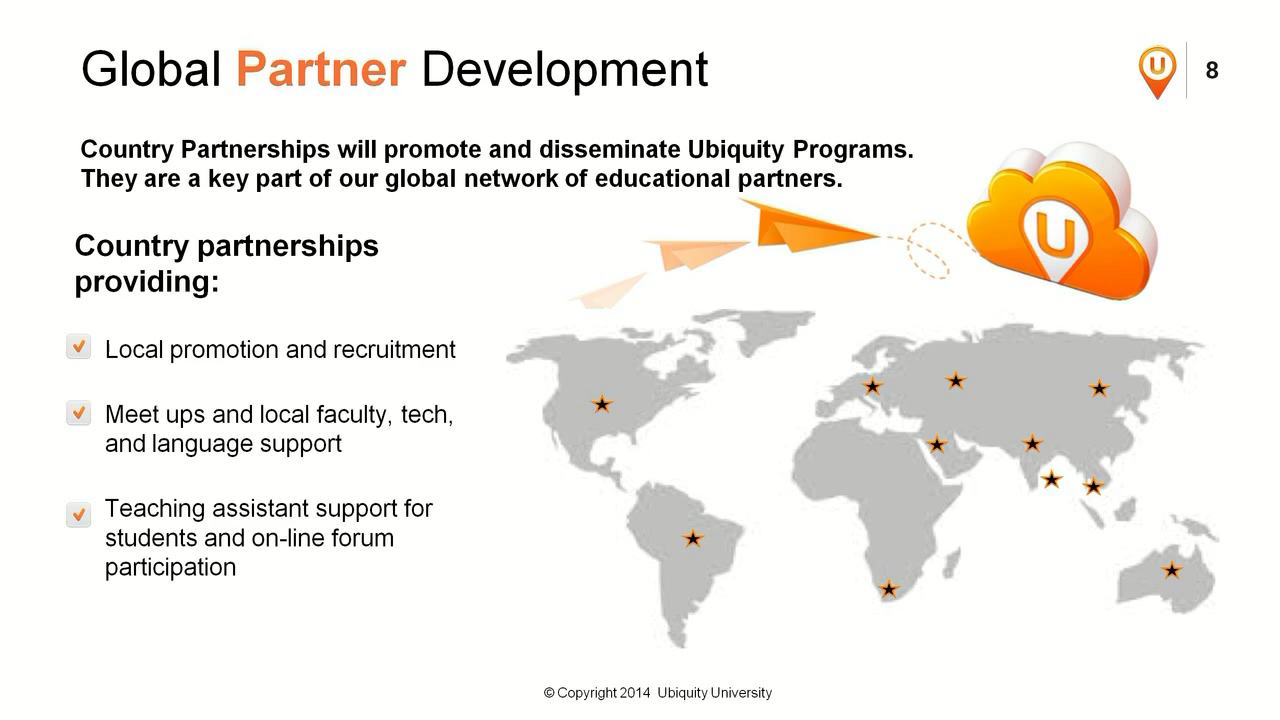 Global Partner Development
U
8
Country Partnerships will promote and disseminate Ubiquity Programs.
They are a key part of our global network of educational partners.
U
Country partnerships
providing:
Local promotion and recruitment
Meet ups and local faculty, tech,
and language support
Teaching assistant support for
students and on-line forum
participation
© Copyright 2014 Ubiquity University